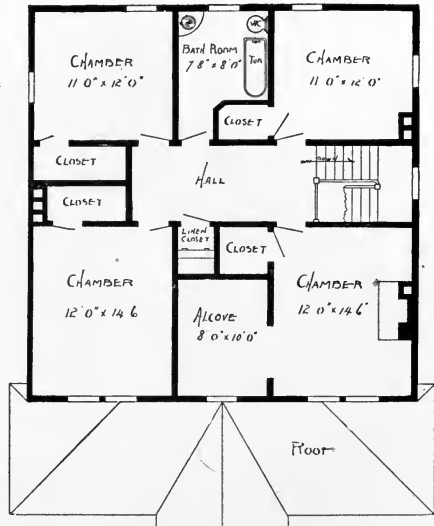 CHAMBER
11'0" x 12'0"
BATH ROOM
7'8" x 8'0"
WC
TUB
CHAMBER
11'0" x 12'0"
CLOSET
CLOSET
HALL
DOWN
CLOSET
LINEN
CLOSET
CLOSET
CHAMBER
12'0" x 14'6
ALCOVE
8'0" x 10'0"
CHAMBER
12'0" x 14'6"
ROOF